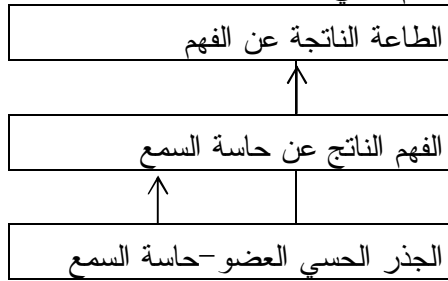 الطاعة الناتجة عن الفهم
الفهم الناتج عن حاسة السمع
الجذر الحسي العضو-حاسة السمع